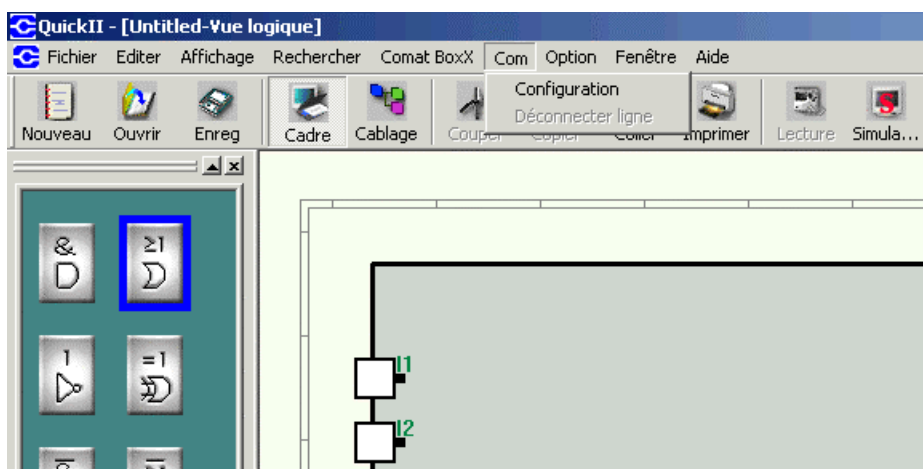 QuickII - [Untitled-Vue logique]
Fichier Editer Affichage Rechercher Comat BoxX Com Option Fenêtre Aide
Configuration
Déconnecter ligne
Nouveau Ouvrir Enreg Cadre Cablage Couper Copier Coller Imprimer Lecture Simula...
& ≥1
1 =1
I1
I2